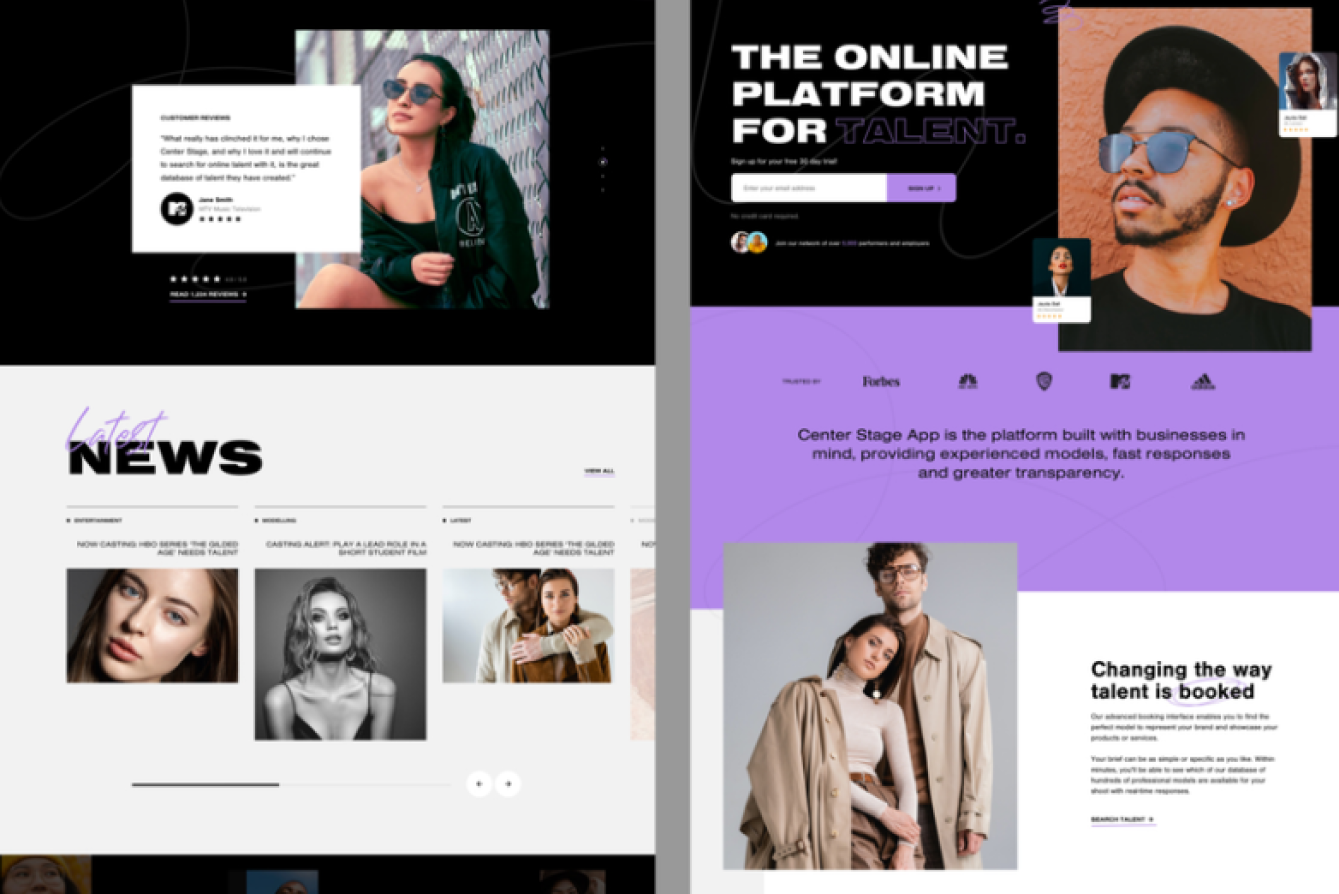 CUSTOMER REVIEWS
"What really has clinched it for me, why I chose
Center Stage, and why I love it and will continue
to search for online talent with it, is the great
database of talent they have created."
Jane Smith
MTV Music Television
READ 1,224 REVIEWS
Latest
NEWS
VIEW ALL
ENTERTAINMENT
MODELLING
LATEST
NOW CASTING: HBO SERIES 'THE GILDED
AGE' NEEDS TALENT
CASTING ALERT: PLAY A LEAD ROLE IN A
SHORT STUDENT FILM
NOW CASTING: HBO SERIES 'THE GILDED
AGE' NEEDS TALENT
THE ONLINE
PLATFORM
FOR TALENT.
Sign up for your free 30 day trial!
Enter your email address
SIGN UP
No credit card required
Join our network of over 5,000 performers and employers
TRUSTED BY
Forbes
Center Stage App is the platform built with businesses in
mind, providing experienced models, fast responses
and greater transparency.
Changing the way
talent is booked
Our advanced booking interface enables you to find the
perfect model to represent your brand and showcase your
products or services.
Your brief can be as simple or specific as you like. Within
minutes, you'll be able to see which of our database of
hundreds of professional models are available for your
shoot with real-time responses.
SEARCH TALENT